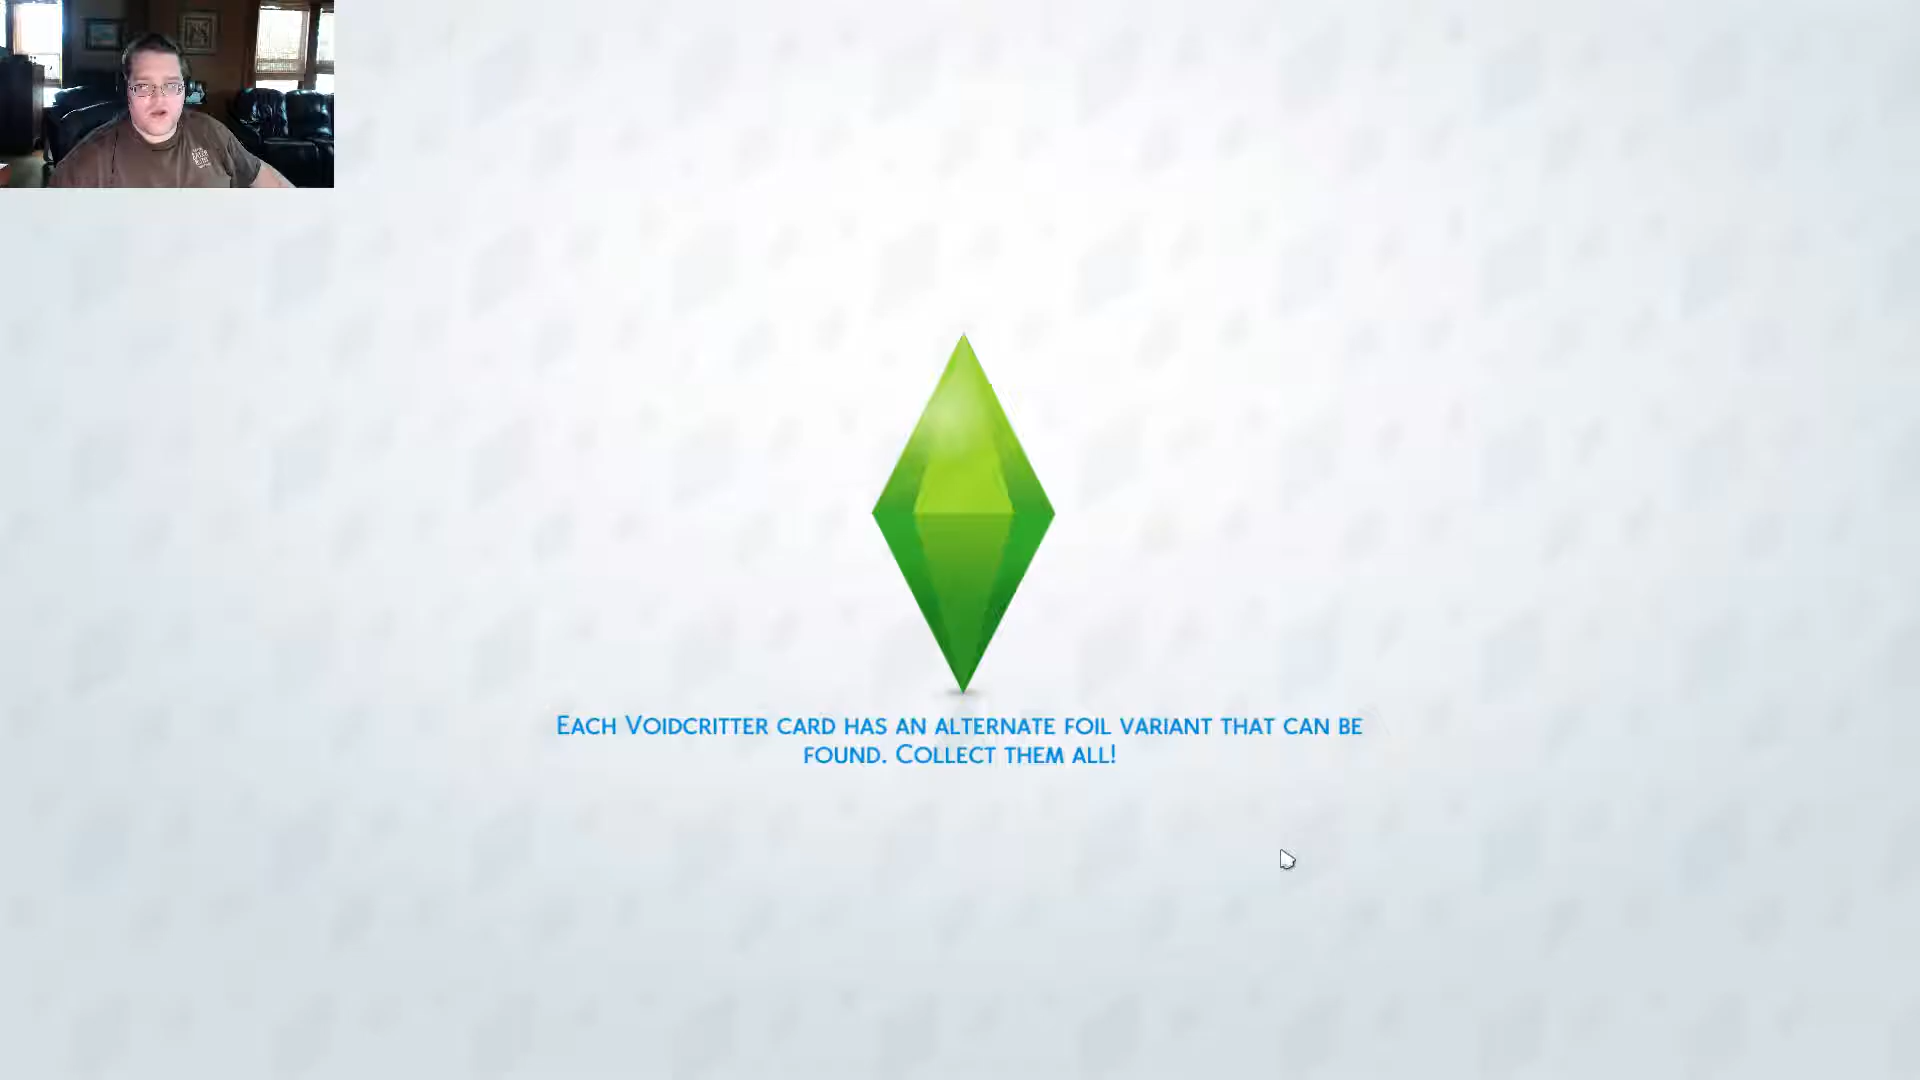 Each Voidcritter card has an alternate foil variant that can be
found. Collect them all!